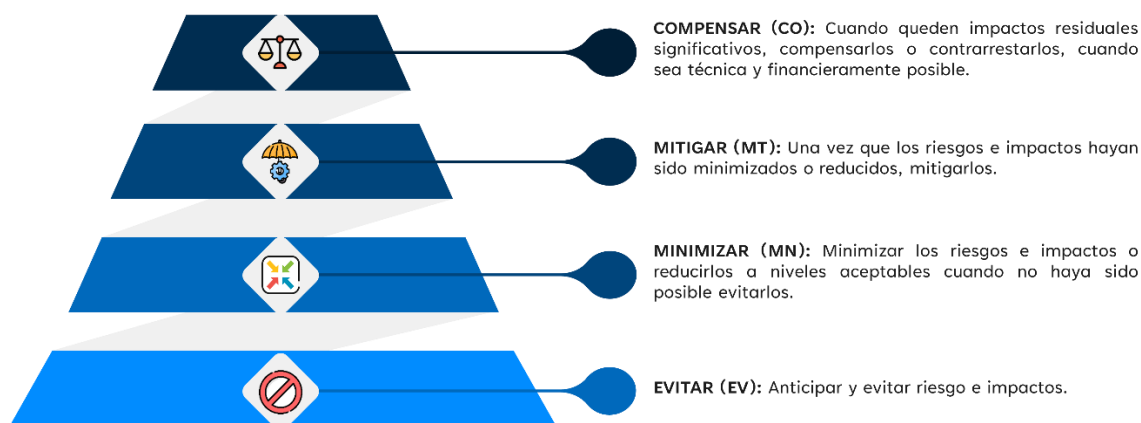 COMPENSAR (CO): Cuando queden impactos residuales
significativos, compensarlos o contrarrestarlos, cuando
sea técnica y financieramente posible.
MITIGAR (MT): Una vez que los riesgos e impactos hayan
sido minimizados o reducidos, mitigarlos.
MINIMIZAR (MN): Minimizar los riesgos e impactos o
reducirlos a niveles aceptables cuando no haya sido
posible evitarlos.
EVITAR (EV): Anticipar y evitar riesgo e impactos.